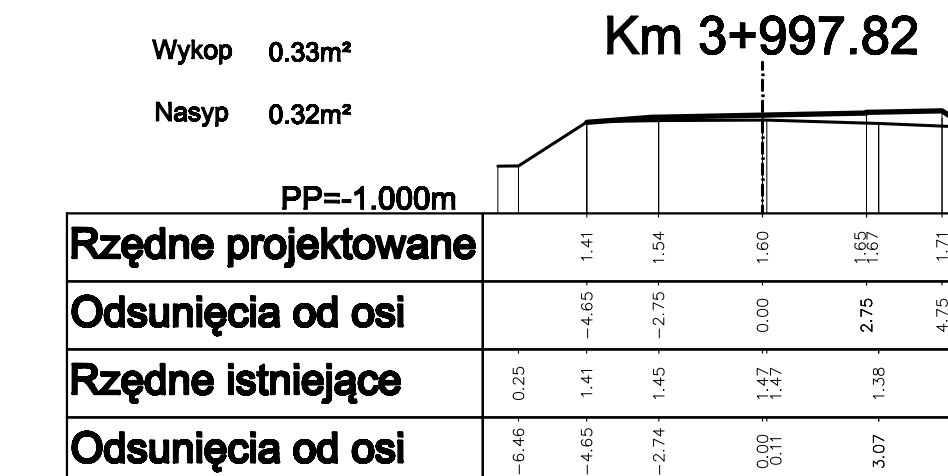 Km 3+997.82
Wykop 0.33m²
Nasyp 0.32m²
PP=-1.000m
Rzędne projektowane 1.41 1.54 1.60 1.65 1.67 1.71
Odsunięcia od osi -4.65 -2.75 0.00 2.75 4.75
Rzędne istniejące 0.25 1.41 1.45 1.47 1.47 1.38
Odsunięcia od osi -6.46 -4.65 -2.74 0.00 0.11 3.07